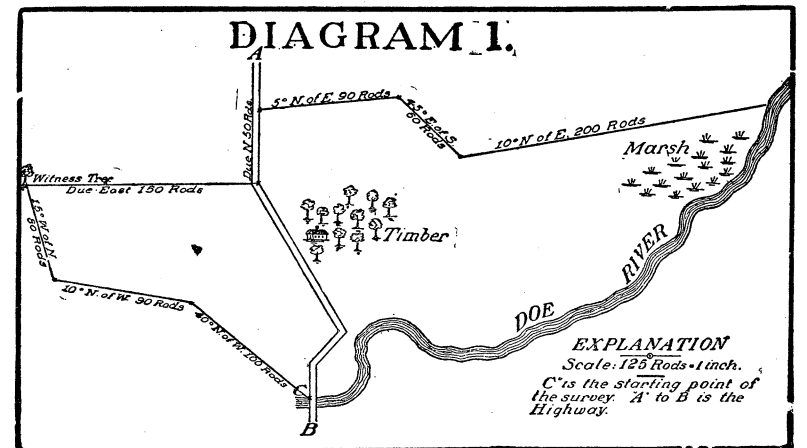 DIAGRAM 1.
A
5° N. of E. 90 Rods
45° E of S
60 Rods
10° N of E. 200 Rods
Due N 50 Rds.
Marsh
Witness Tree
Due East 150 Rods
Timber
15° N of N
80 Rods
10° N. of W. 90 Rods
40° N of W. 100 Rods
DOE RIVER
EXPLANATION
Scale: 125 Rods = 1 inch.
"C" is the starting point of
the survey. "A" to B is the
Highway.
C
B